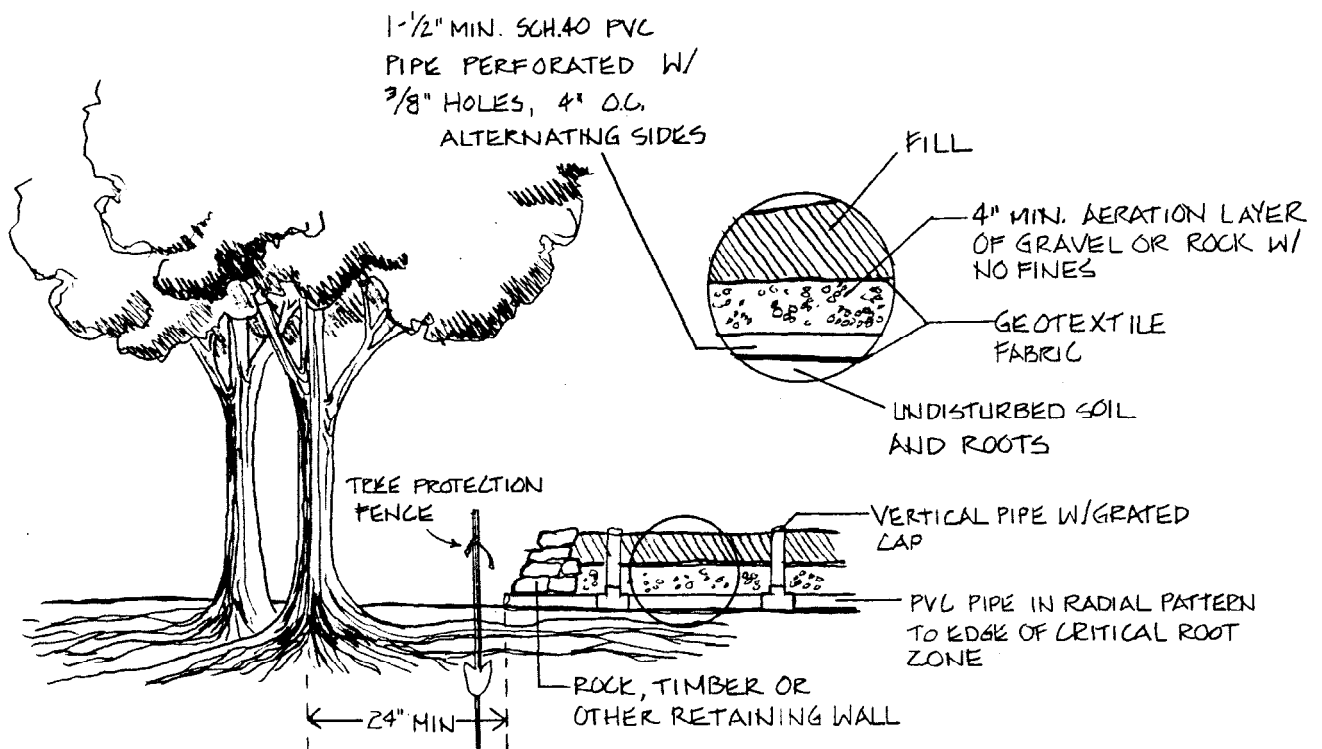 1-1/2" MIN. SCH.40 PVC
PIPE PERFORATED W/
3/8" HOLES, 4" O.C.
ALTERNATING SIDES
FILL
4" MIN. AERATION LAYER
OF GRAVEL OR ROCK W/
NO FINES
GEOTEXTILE
FABRIC
UNDISTURBED SOIL
AND ROOTS
TREE PROTECTION
FENCE
VERTICAL PIPE W/GRATED
CAP
PVC PIPE IN RADIAL PATTERN
TO EDGE OF CRITICAL ROOT
ZONE
ROCK, TIMBER OR
OTHER RETAINING WALL
24" MIN